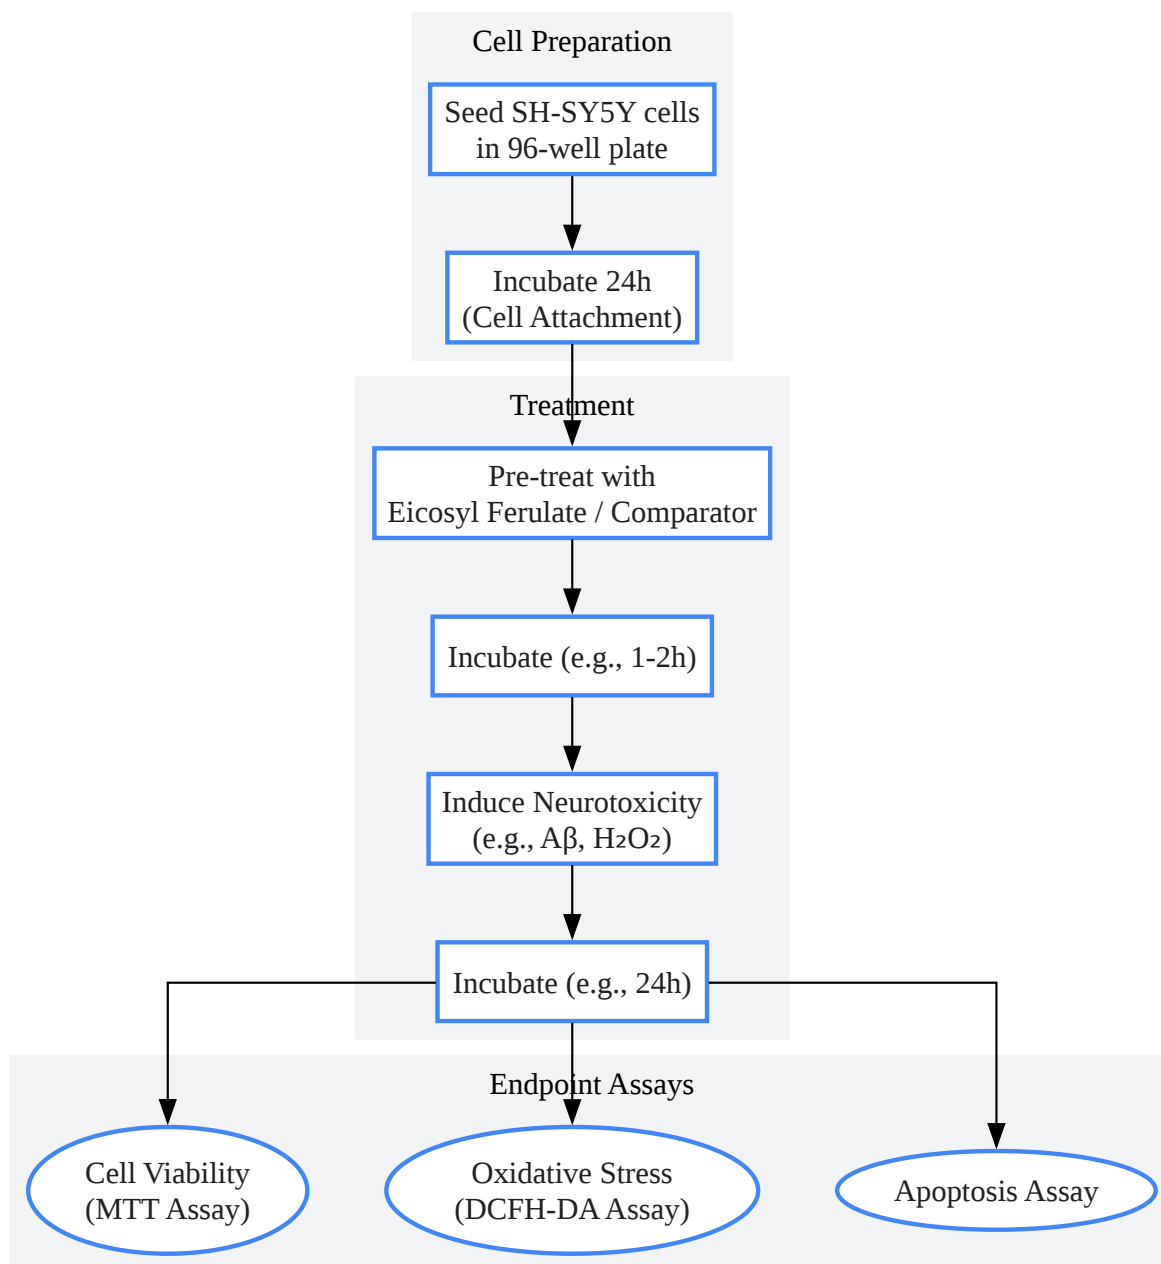 Cell Preparation
Seed SH-SY5Y cells
in 96-well plate
Incubate 24h
(Cell Attachment)
Treatment
Pre-treat with
Eicosyl Ferulate / Comparator
Incubate (e.g., 1-2h)
Induce Neurotoxicity
(e.g., Aβ, H₂O₂)
Incubate (e.g., 24h)
Endpoint Assays
Cell Viability
(MTT Assay)
Oxidative Stress
(DCFH-DA Assay)
Apoptosis Assay